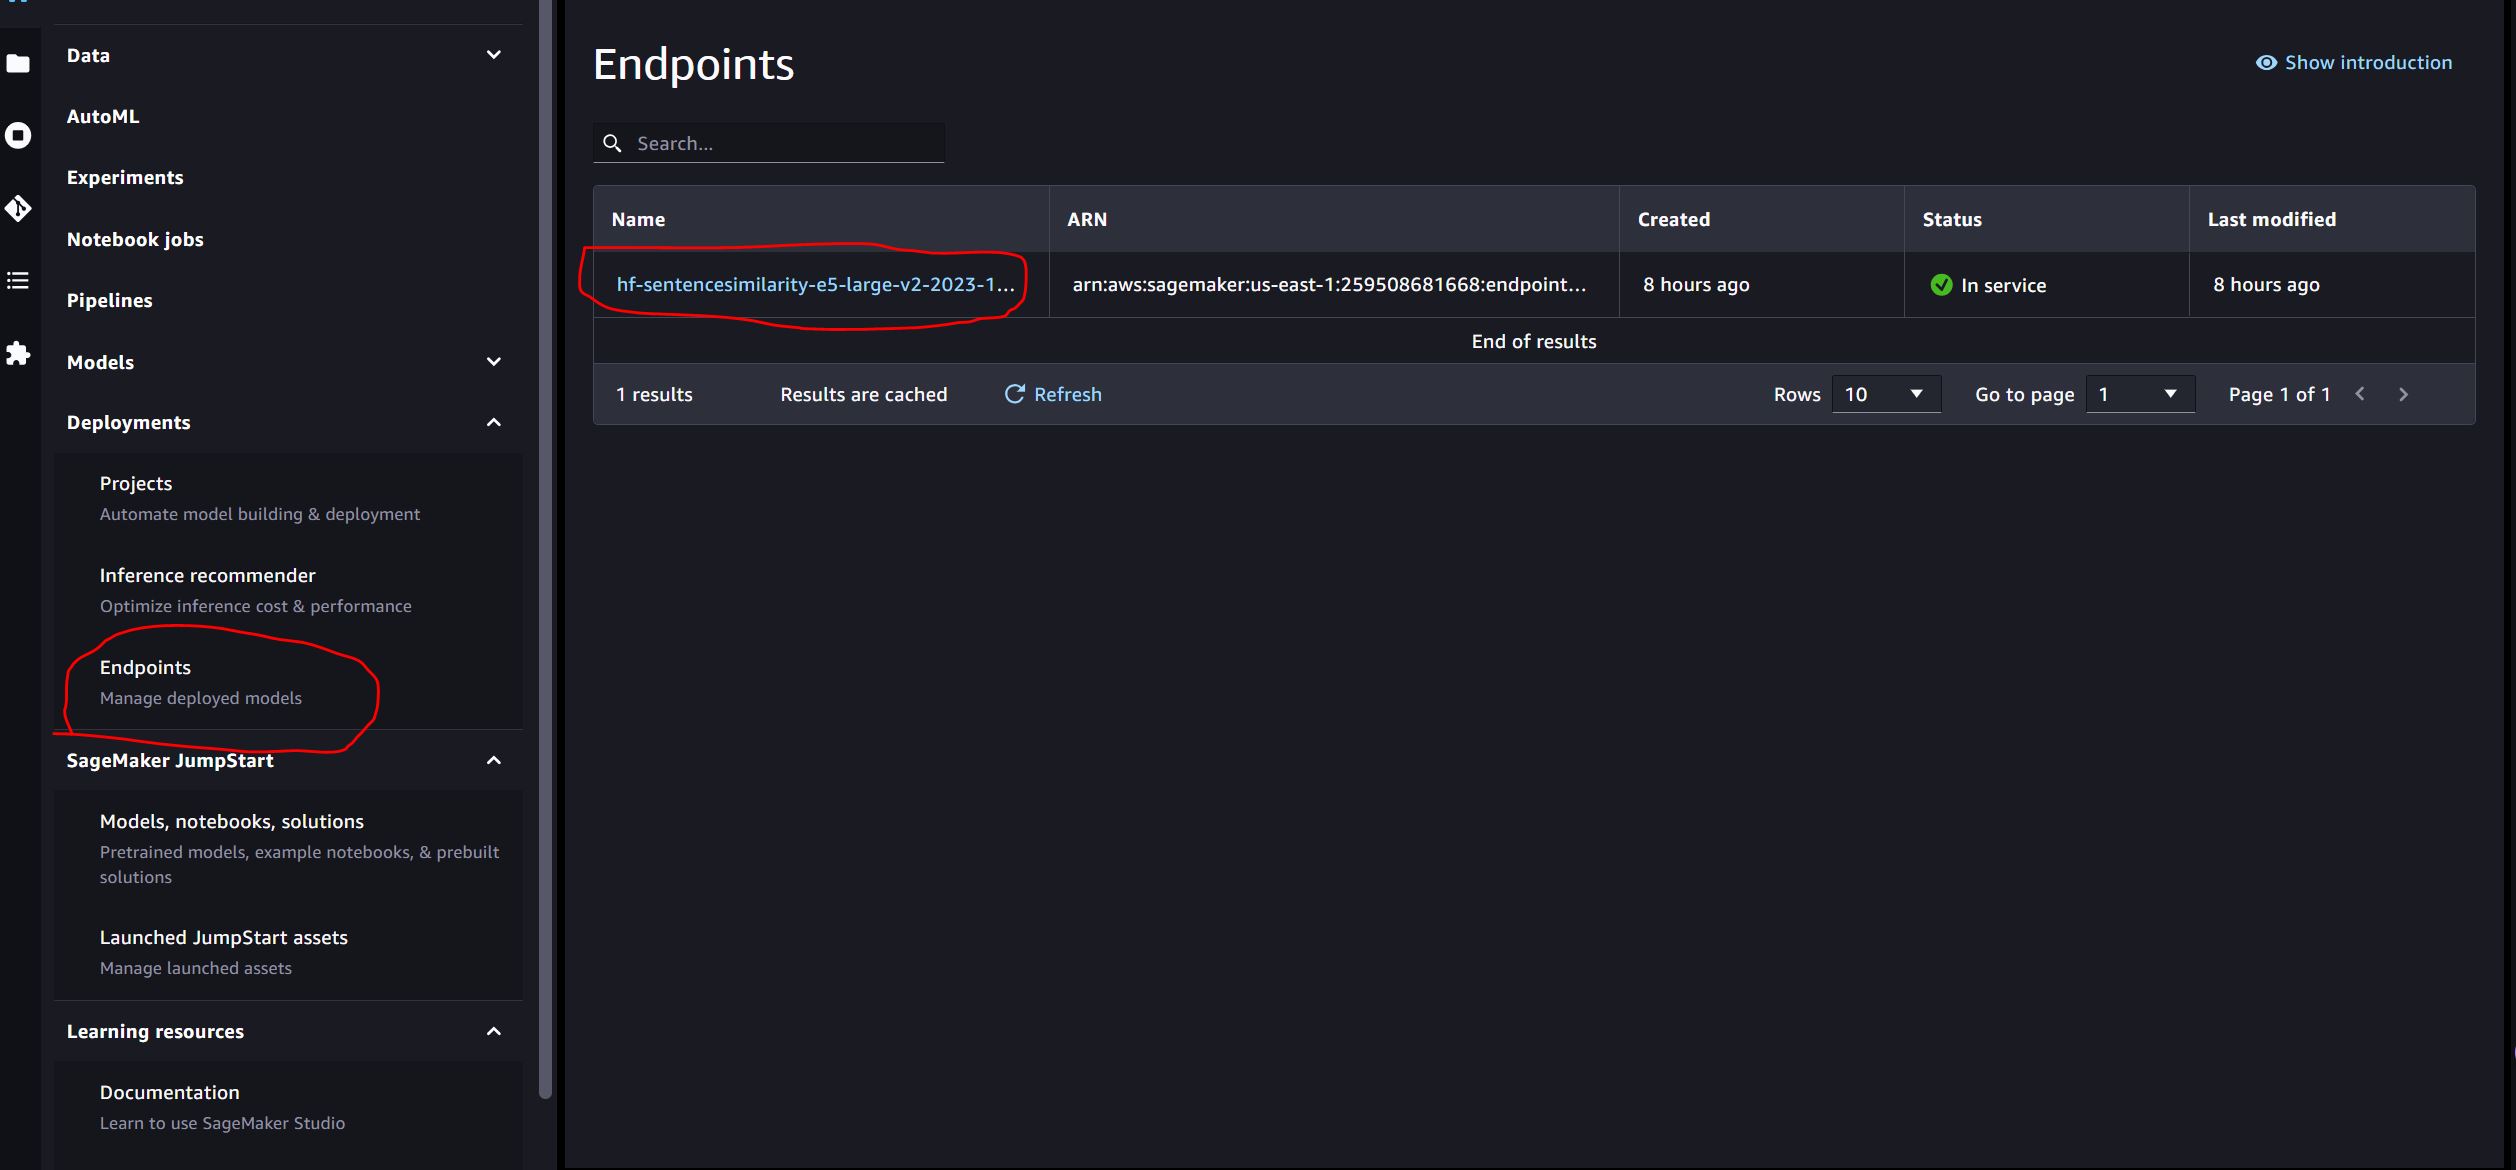 Data
AutoML
Experiments
Notebook jobs
Pipelines
Models
Deployments
Projects
Automate model building & deployment
Inference recommender
Optimize inference cost & performance
Endpoints
Manage deployed models
SageMaker JumpStart
Models, notebooks, solutions
Pretrained models, example notebooks, & prebuilt
solutions
Launched JumpStart assets
Manage launched assets
Learning resources
Documentation
Learn to use SageMaker Studio
Endpoints
Show introduction
Search...
Name ARN Created Status Last modified
hf-sentencesimilarity-e5-large-v2-2023-1... arn:aws:sagemaker:us-east-1:259508681668:endpoint... 8 hours ago In service 8 hours ago
End of results
1 results Results are cached Refresh Rows 10 Go to page 1 Page 1 of 1